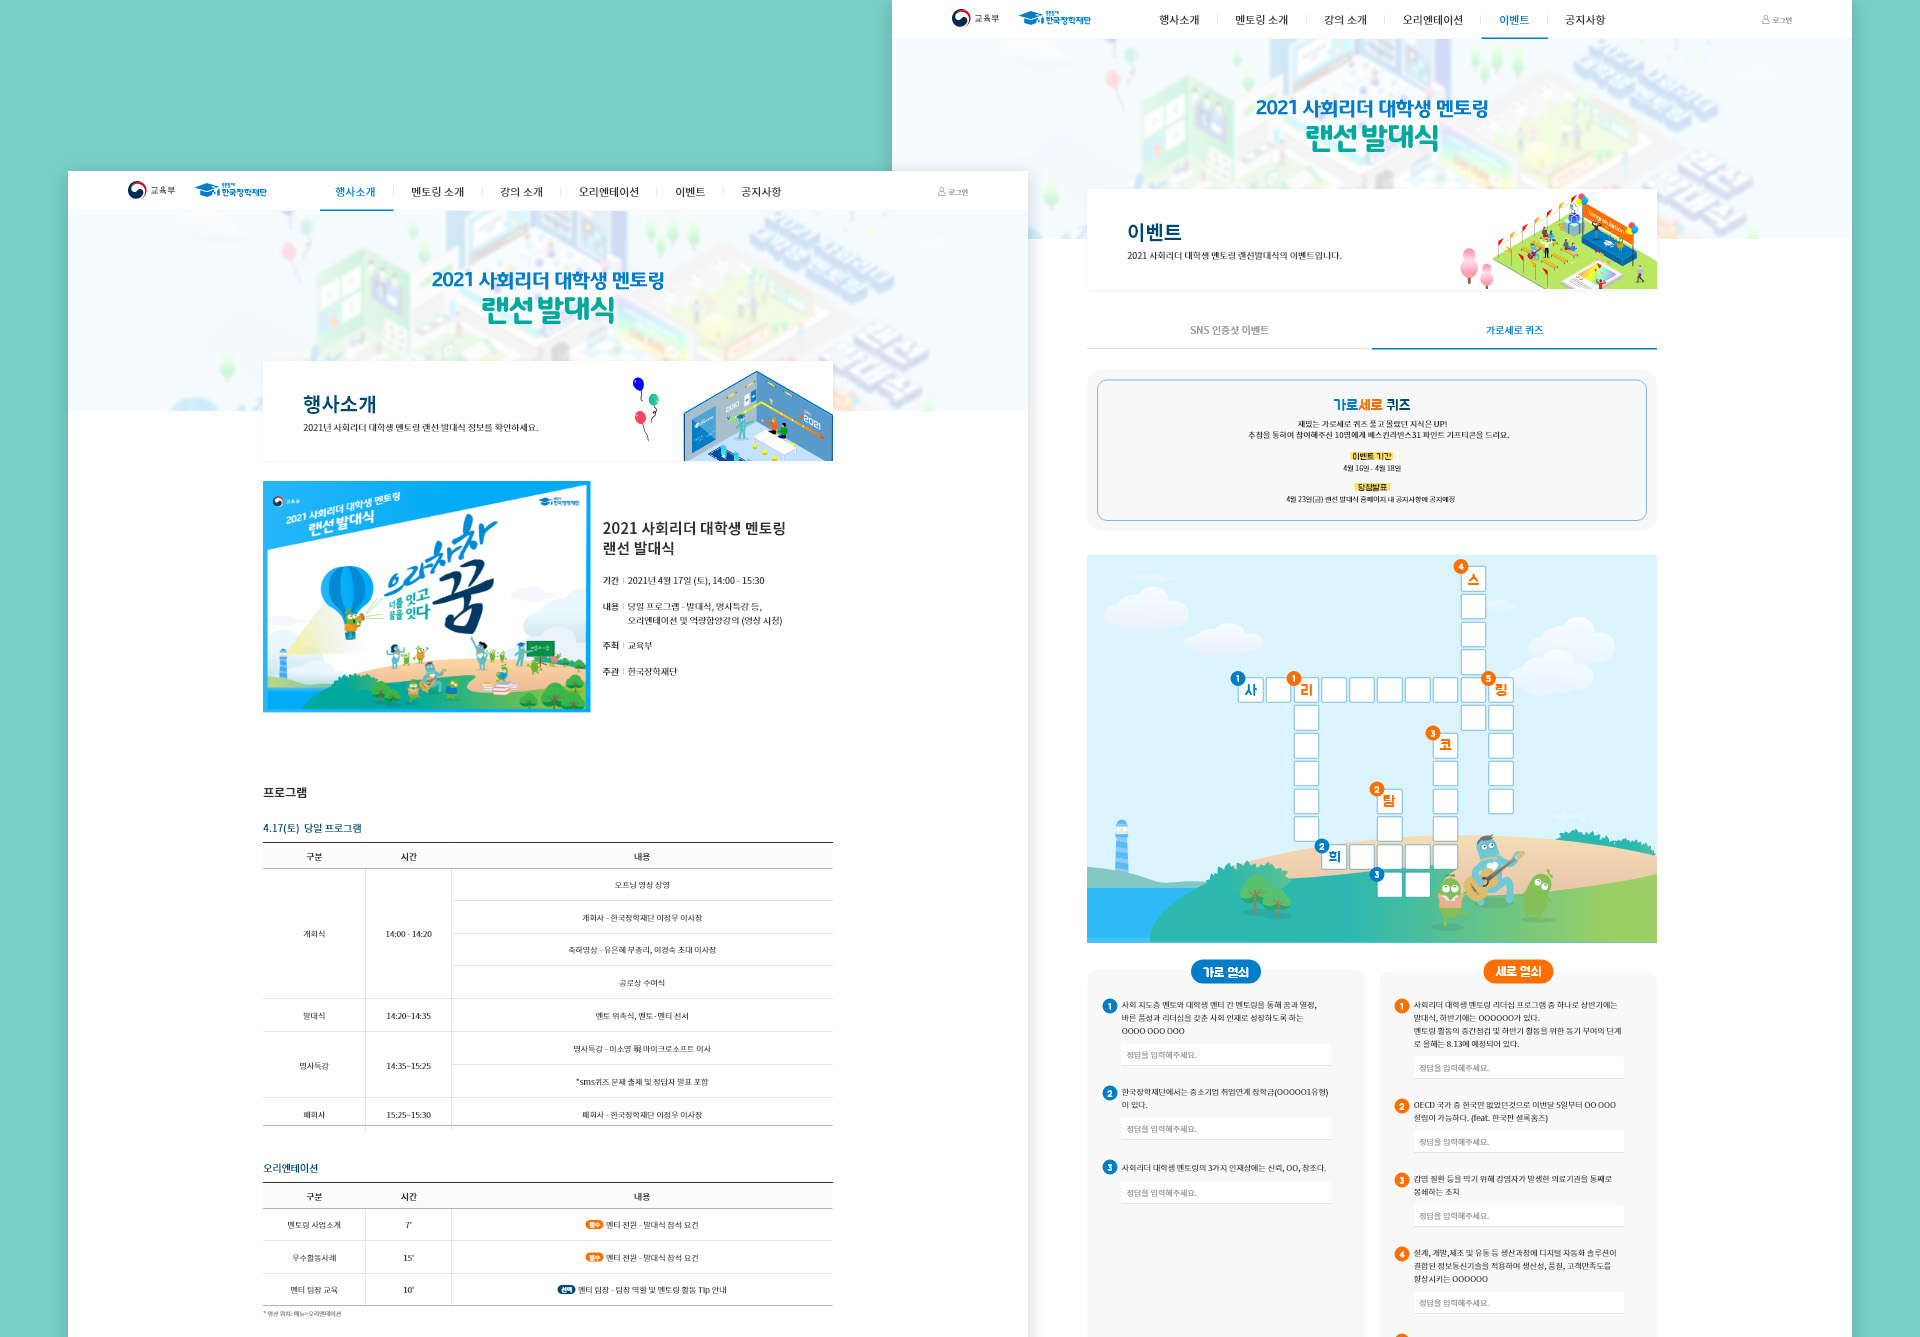 교육부
한국장학재단
행사소개
멘토링 소개
강의 소개
오리엔테이션
이벤트
공지사항
로그인
2021 사회리더 대학생 멘토링
랜선 발대식
이벤트
2021 사회리더 대학생 멘토링 랜선발대식의 이벤트입니다.
SNS 인증샷 이벤트
가로세로 퀴즈
가로세로 퀴즈
재밌는 가로세로 퀴즈 풀고 몰랐던 지식은 UP!
추첨을 통하여 참여해주신 10명에게 베스킨라빈스31 파인트 기프티콘을 드려요.
이벤트 기간
4월 16일 - 4월 18일
당첨발표
4월 23일(금) 랜선 발대식 홈페이지 내 공지사항에 공지예정
4
스
1
사
1
리
5
링
3
코
2
탐
2
희
3
가로 열쇠
1 사회 지도층 멘토와 대학생 멘티 간 멘토링을 통해 꿈과 열정,
바른 품성과 리더십을 갖춘 사회 인재로 성장하도록 하는
OOOO OOO OOO
정답을 입력해주세요.
2 한국장학재단에서는 중소기업 취업연계 장학금(OOOOO1유형)
이 있다.
정답을 입력해주세요.
3 사회리더 대학생 멘토링의 3가지 인재상에는 신뢰, OO, 창조다.
정답을 입력해주세요.
세로 열쇠
1 사회리더 대학생 멘토링 리더십 프로그램 중 하나로 상반기에는
발대식, 하반기에는 OOOOOO가 있다.
멘토링 활동의 중간점검 및 하반기 활동을 위한 동기 부여의 단계
로 올해는 8.13에 예정되어 있다.
정답을 입력해주세요.
2 OECD 국가 중 한국만 없었던것으로 이번달 5일부터 OO OOO
설립이 가능하다. (feat. 한국판 셜록홈즈)
정답을 입력해주세요.
3 감염 질환 등을 막기 위해 감염자가 발생한 의료기관을 통째로
봉쇄하는 조치
정답을 입력해주세요.
4 설계, 개발,제조 및 유통 등 생산과정에 디지털 자동화 솔루션이
결합된 정보통신기술을 적용하여 생산성, 품질, 고객만족도를
향상시키는 OOOOOO
정답을 입력해주세요.
교육부
한국장학재단
행사소개
멘토링 소개
강의 소개
오리엔테이션
이벤트
공지사항
로그인
2021 사회리더 대학생 멘토링
랜선 발대식
행사소개
2021년 사회리더 대학생 멘토링 랜선 발대식 정보를 확인하세요.
2010
2021
교육부
한국장학재단
2021 사회리더 대학생 멘토링
랜선 발대식
으라차차
너를 잇고
꿈을 잇다
꿈
2021 사회리더 대학생 멘토링
랜선 발대식
기간 | 2021년 4월 17일 (토), 14:00 - 15:30
내용 | 당일 프로그램 - 발대식, 명사특강 등,
오리엔테이션 및 역량함양강의 (영상 시청)
주최 | 교육부
주관 | 한국장학재단
프로그램
4.17(토) 당일 프로그램
구분 시간 내용
개회식 14:00 - 14:20
오프닝 영상 상영
개회사 - 한국장학재단 이정우 이사장
축하영상 - 유은혜 부총리, 이경숙 초대 이사장
공로상 수여식
발대식 14:20~14:35 멘토 위촉식, 멘토·멘티 선서
명사특강 14:35~15:25
명사특강 - 이소영 現 마이크로소프트 이사
*sms퀴즈 문제 출제 및 정답자 발표 포함
폐회사 15:25~15:30 폐회사 - 한국장학재단 이정우 이사장
오리엔테이션
구분 시간 내용
멘토링 사업소개 7' 필수 멘티 전원 - 발대식 참석 요건
우수활동사례 15' 필수 멘티 전원 - 발대식 참석 요건
멘티 팀장 교육 10' 선택 멘티 팀장 - 팀장 역할 및 멘토링 활동 Tip 안내
* 영상 위치: 메뉴>오리엔테이션